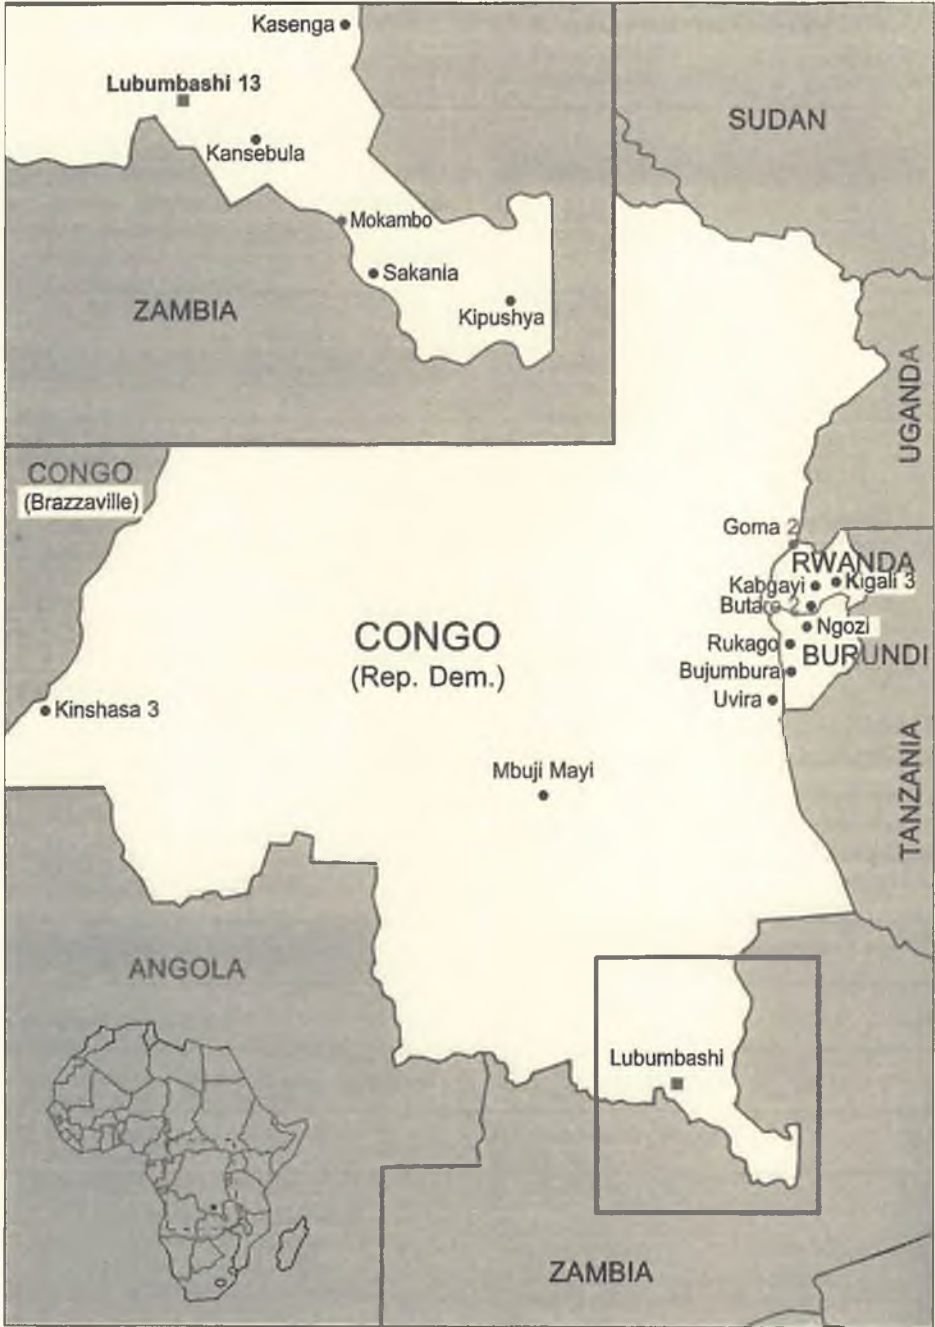 Kasenga
Lubumbashi 13
Kansebula
Mokambo
Sakania
Kipushya
ZAMBIA
SUDAN
UGANDA
CONGO
(Brazzaville)
Goma 2
RWANDA
Kabgayi
Kigali 3
Butare 2
Ngozi
CONGO
(Rep. Dem.)
Rukago
BURUNDI
Bujumbura
Uvira
Kinshasa 3
TANZANIA
Mbuji Mayi
ANGOLA
Lubumbashi
ZAMBIA